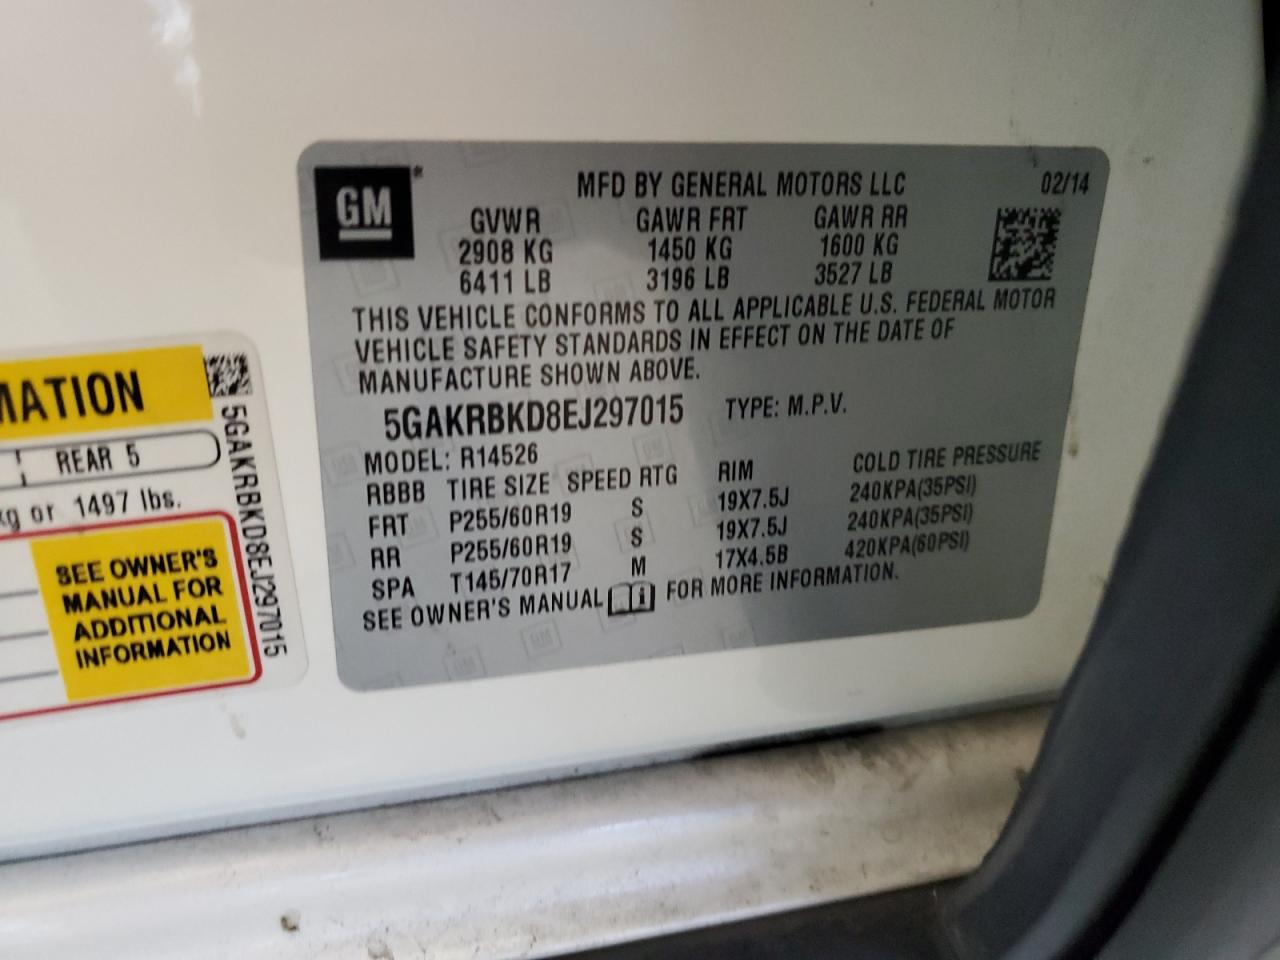 GM
MFD BY GENERAL MOTORS LLC 02/14
GVWR GAWR FRT GAWR RR
2908 KG 1450 KG 1600 KG
6411 LB 3196 LB 3527 LB
THIS VEHICLE CONFORMS TO ALL APPLICABLE U.S. FEDERAL MOTOR
VEHICLE SAFETY STANDARDS IN EFFECT ON THE DATE OF
MANUFACTURE SHOWN ABOVE.
5GAKRBKD8EJ297015 TYPE: M.P.V.
MODEL: R14526
RBBB TIRE SIZE SPEED RTG RIM COLD TIRE PRESSURE
FRT P255/60R19 S 19X7.5J 240KPA(35PSI)
RR P255/60R19 S 19X7.5J 240KPA(35PSI)
SPA T145/70R17 M 17X4.5B 420KPA(60PSI)
SEE OWNER'S MANUAL FOR MORE INFORMATION.
MATION
REAR 5
kg or 1497 lbs.
SEE OWNER'S
MANUAL FOR
ADDITIONAL
INFORMATION
5GAKRBKD8EJ297015